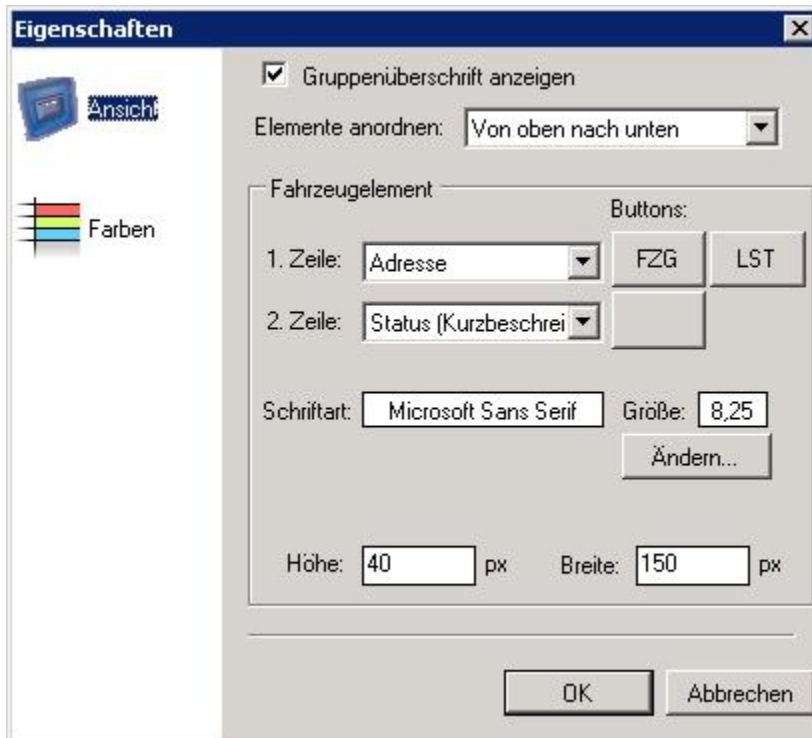 Eigenschaften
Ansicht
Farben
Gruppenüberschrift anzeigen
Elemente anordnen: Von oben nach unten
Fahrzeugelement
Buttons:
1. Zeile: Adresse FZG LST
2. Zeile: Status (Kurzbeschrei
Schriftart: Microsoft Sans Serif Größe: 8,25
Ändern...
Höhe: 40 px Breite: 150 px
OK Abbrechen